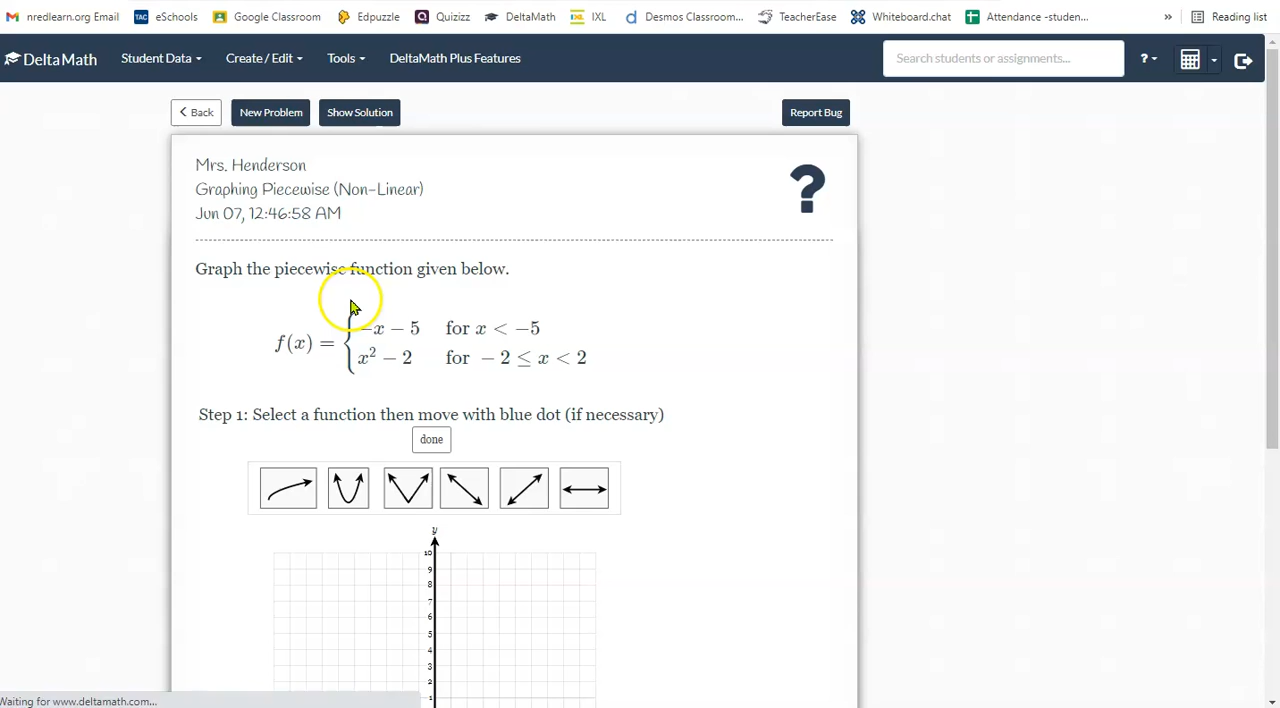 nredlearn.org Email eSchools Google Classroom Edpuzzle Quizizz DeltaMath IXL Desmos Classroom... TeacherEase Whiteboard.chat Attendance -studen... » Reading list
DeltaMath Student Data Create / Edit Tools DeltaMath Plus Features Search students or assignments... ?
Back New Problem Show Solution Report Bug
Mrs. Henderson
Graphing Piecewise (Non-Linear)
Jun 07, 12:46:58 AM
?
Graph the piecewise function given below.
f(x) = { −x − 5 for x < −5
x² − 2 for − 2 ≤ x < 2
Step 1: Select a function then move with blue dot (if necessary)
done
y
10
9
8
7
6
5
4
3
2
1
Waiting for www.deltamath.com...